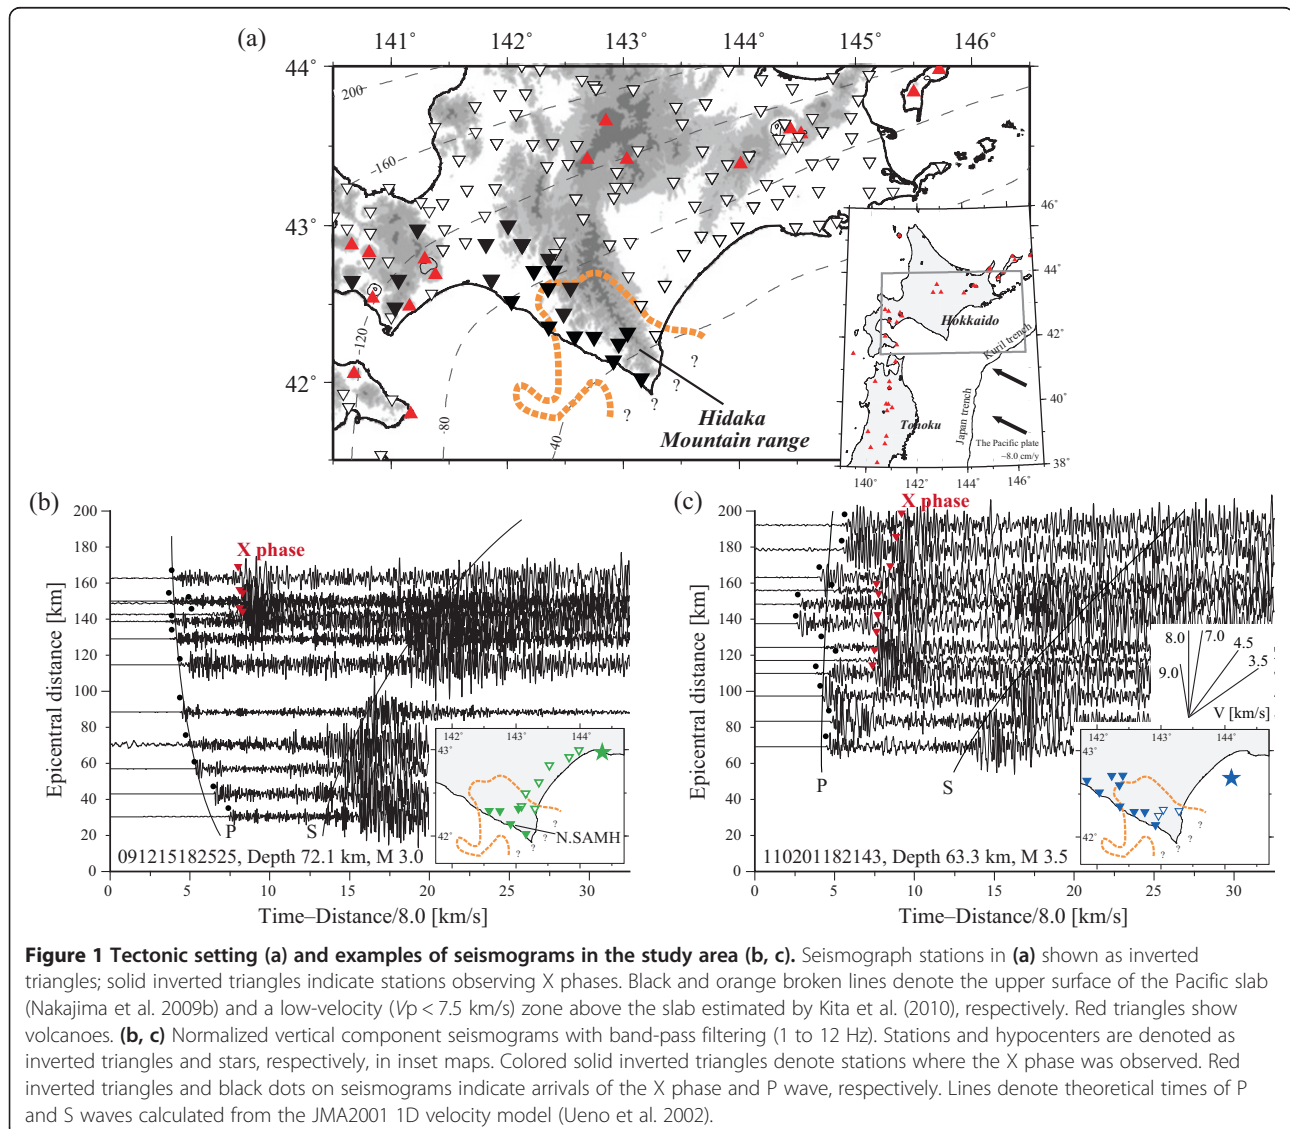 (a)
141° 142° 143° 144° 145° 146°
44°
43°
42°
200
-160
-120
-80
-40
? ? ? ? ?
Hidaka
Mountain range
46°
44°
42°
40°
38°
Hokkaido
Kuril trench
Japan trench
Tohoku
The Pacific plate
~8.0 cm/y
140° 142° 144° 146°
(b)
X phase
Epicentral distance [km]
200
180
160
140
120
100
80
60
40
20
0
P S
142° 143° 144°
43°
42°
N.SAMH
? ? ?
091215182525, Depth 72.1 km, M 3.0
0 5 10 15 20 25 30
Time–Distance/8.0 [km/s]
(c)
X phase
Epicentral distance [km]
200
180
160
140
120
100
80
60
40
20
0
P S
8.0 7.0
4.5
3.5
9.0
V [km/s]
142° 143° 144°
43°
42°
? ? ?
110201182143, Depth 63.3 km, M 3.5
0 5 10 15 20 25 30
Time–Distance/8.0 [km/s]
Figure 1 Tectonic setting (a) and examples of seismograms in the study area (b, c). Seismograph stations in (a) shown as inverted
triangles; solid inverted triangles indicate stations observing X phases. Black and orange broken lines denote the upper surface of the Pacific slab
(Nakajima et al. 2009b) and a low-velocity (Vp < 7.5 km/s) zone above the slab estimated by Kita et al. (2010), respectively. Red triangles show
volcanoes. (b, c) Normalized vertical component seismograms with band-pass filtering (1 to 12 Hz). Stations and hypocenters are denoted as
inverted triangles and stars, respectively, in inset maps. Colored solid inverted triangles denote stations where the X phase was observed. Red
inverted triangles and black dots on seismograms indicate arrivals of the X phase and P wave, respectively. Lines denote theoretical times of P
and S waves calculated from the JMA2001 1D velocity model (Ueno et al. 2002).